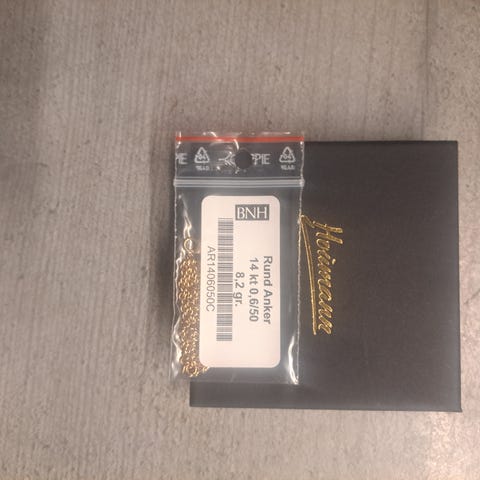 BNH
Rund Anker
14 kt 0,6/50
8,2 gr.
AR1406050C